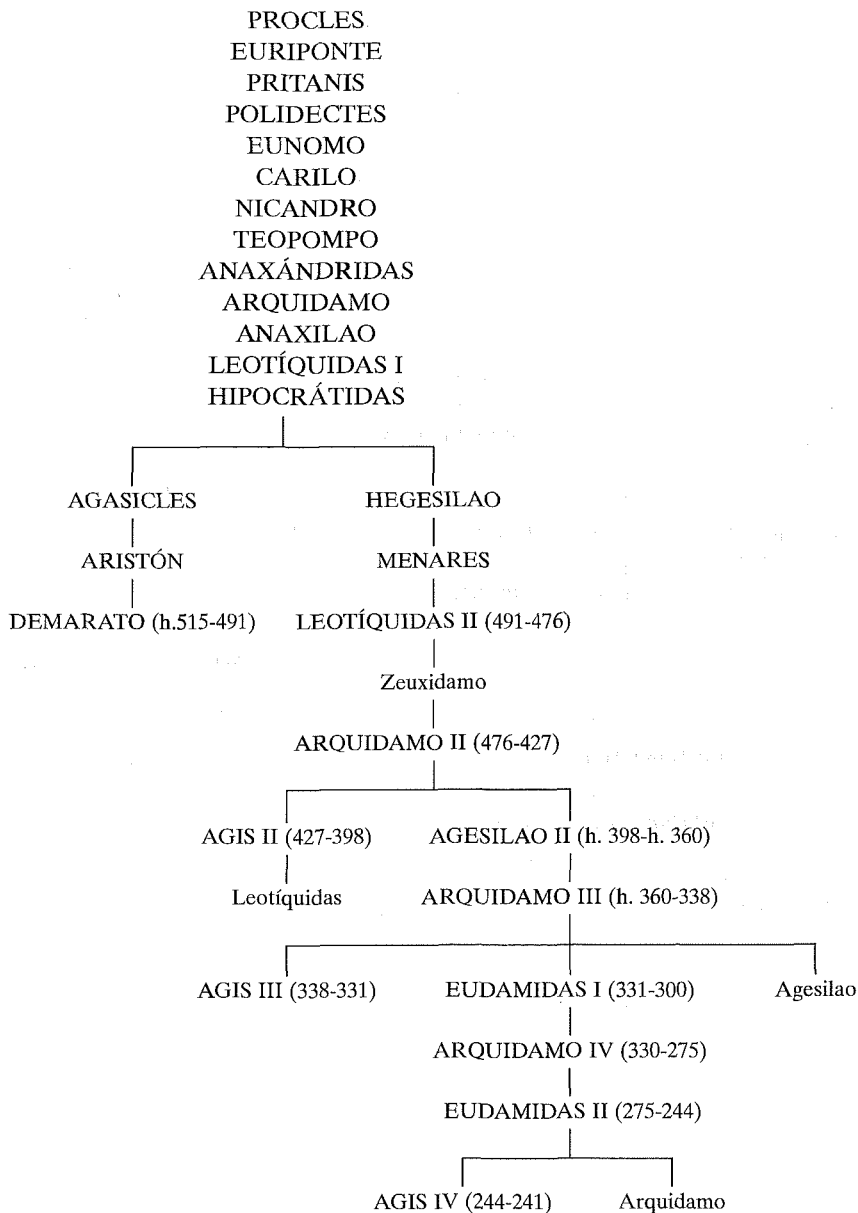 PROCLES
EURIPONTE
PRITANIS
POLIDECTES
EUNOMO
CARILO
NICANDRO
TEOPOMPO
ANAXÁNDRIDAS
ARQUIDAMO
ANAXILAO
LEOTÍQUIDAS I
HIPOCRÁTIDAS
AGASICLES HEGESILAO
ARISTÓN MENARES
DEMARATO (h.515-491) LEOTÍQUIDAS II (491-476)
Zeuxidamo
ARQUIDAMO II (476-427)
AGIS II (427-398) AGESILAO II (h. 398-h. 360)
Leotíquidas ARQUIDAMO III (h. 360-338)
AGIS III (338-331) EUDAMIDAS I (331-300) Agesilao
ARQUIDAMO IV (330-275)
EUDAMIDAS II (275-244)
AGIS IV (244-241) Arquidamo